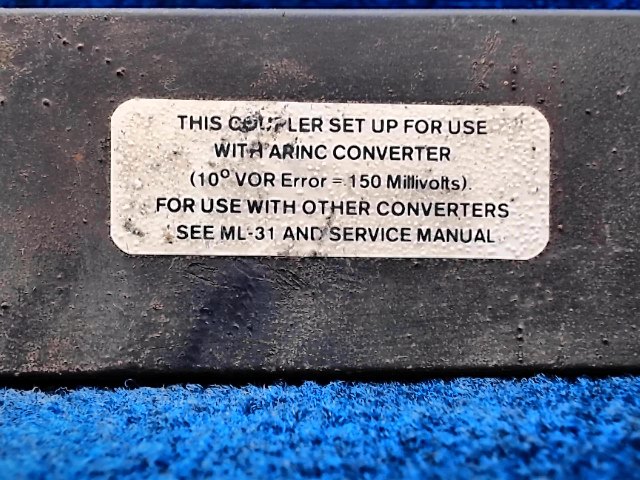 THIS COUPLER SET UP FOR USE
WITH ARINC CONVERTER
(10° VOR Error = 150 Millivolts).
FOR USE WITH OTHER CONVERTERS
SEE ML-31 AND SERVICE MANUAL